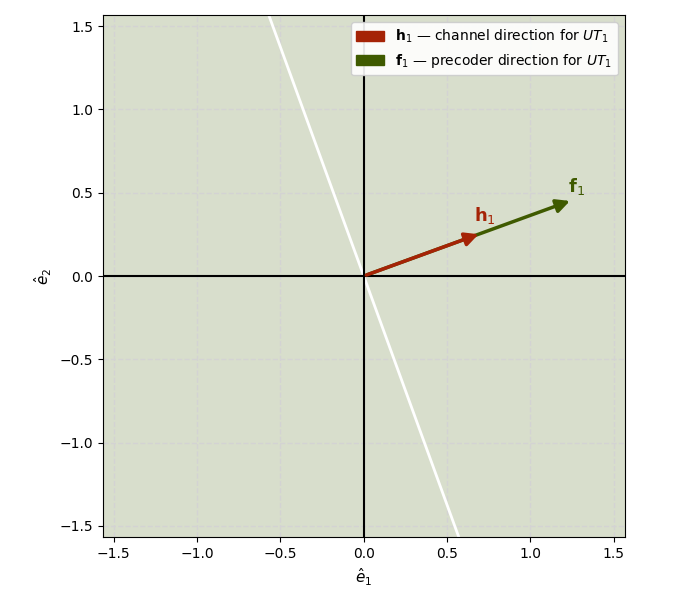 h₁ — channel direction for UT₁
f₁ — precoder direction for UT₁
1.5
1.0
0.5
0.0
−0.5
−1.0
−1.5
f₁
h₁
ê₂
−1.5 −1.0 −0.5 0.0 0.5 1.0 1.5
ê₁